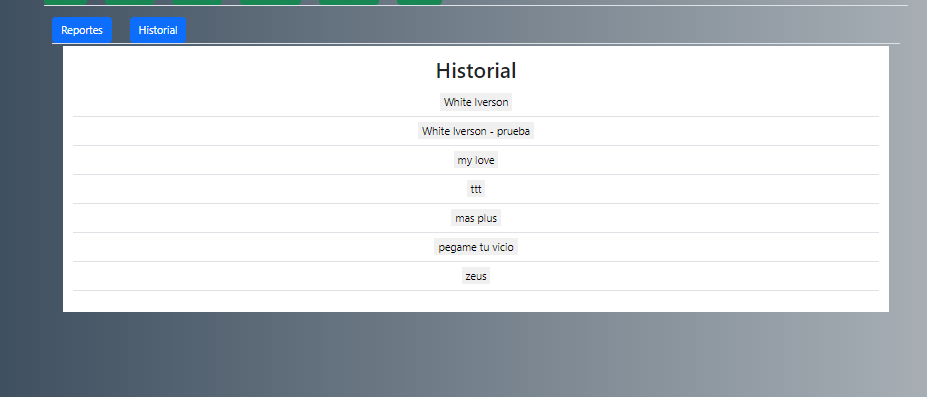 Reportes Historial
Historial
White Iverson
White Iverson - prueba
my love
ttt
mas plus
pegame tu vicio
zeus